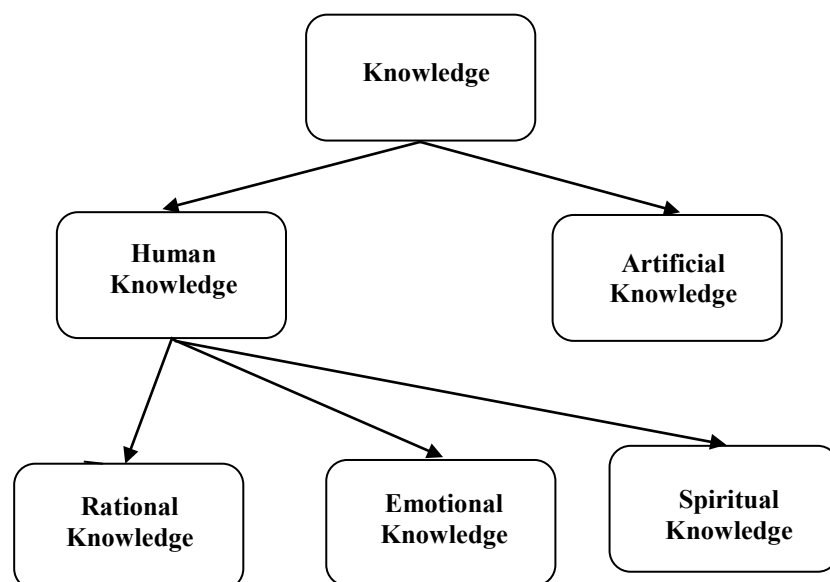 Knowledge
Human
Knowledge
Artificial
Knowledge
Rational
Knowledge
Emotional
Knowledge
Spiritual
Knowledge